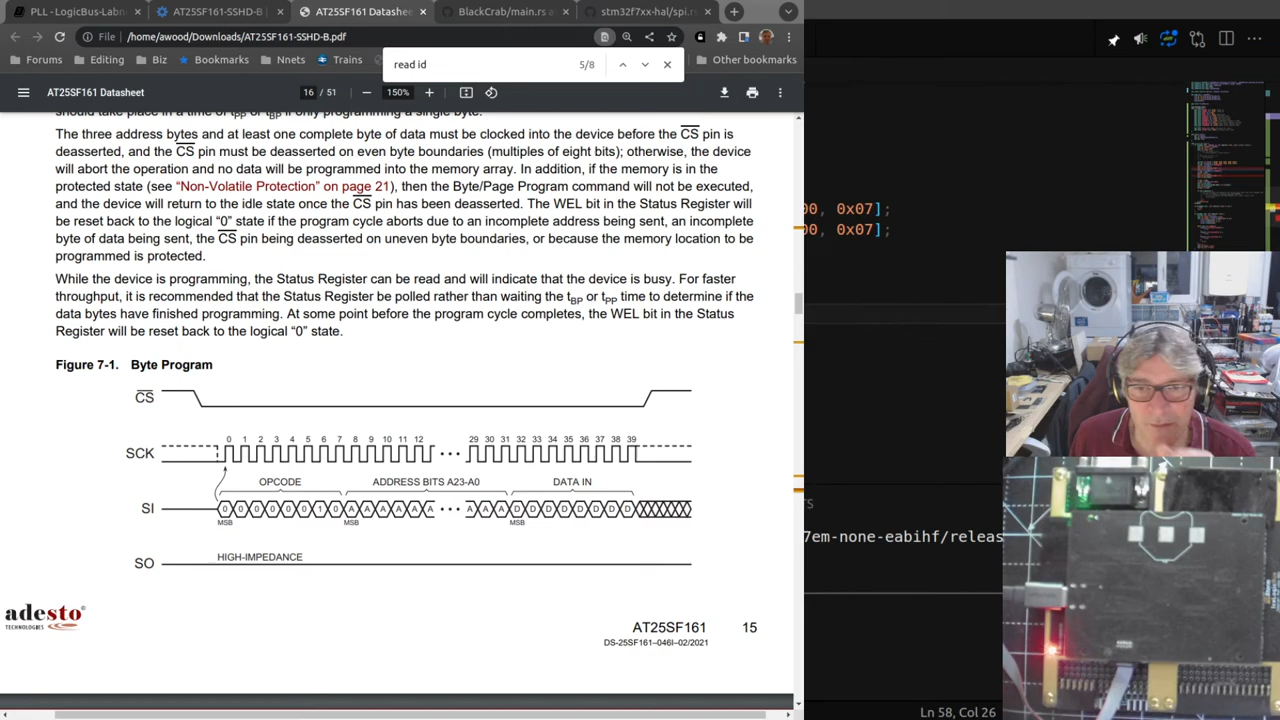 PLL - LogicBus-Labo
AT25SF161-SSHD-B
AT25SF161 Datashee
BlackCrab/main.rs a
stm32f7xx-hal/spi.rs
File
/home/awood/Downloads/AT25SF161-SSHD-B.pdf
Forums
Editing
Biz
Bookmarks
Nnets
Trains
Other bookmarks
read id
5/8
AT25SF161 Datasheet
16 / 51
150%
The three address bytes and at least one complete byte of data must be clocked into the device before the CS pin is
deasserted, and the CS pin must be deasserted on even byte boundaries (multiples of eight bits); otherwise, the device
will abort the operation and no data will be programmed into the memory array. In addition, if the memory is in the
protected state (see “Non-Volatile Protection” on page 21), then the Byte/Page Program command will not be executed,
and the device will return to the idle state once the CS pin has been deasserted. The WEL bit in the Status Register will
be reset back to the logical “0” state if the program cycle aborts due to an incomplete address being sent, an incomplete
byte of data being sent, the CS pin being deasserted on uneven byte boundaries, or because the memory location to be
programmed is protected.
While the device is programming, the Status Register can be read and will indicate that the device is busy. For faster
throughput, it is recommended that the Status Register be polled rather than waiting the tBP or tPP time to determine if the
data bytes have finished programming. At some point before the program cycle completes, the WEL bit in the Status
Register will be reset back to the logical “0” state.
Figure 7-1. Byte Program
CS
SCK
0 1 2 3 4 5 6 7 8 9 10 11 12 29 30 31 32 33 34 35 36 37 38 39
OPCODE
ADDRESS BITS A23-A0
DATA IN
SI
0 0 0 0 0 0 1 0 A A A A A A A A A D D D D D D D D
MSB
MSB
MSB
SO
HIGH-IMPEDANCE
adesto
TECHNOLOGIES
AT25SF161 15
DS-25SF161–046I–02/2021
00, 0x07];
00, 0x07];
TS
7em-none-eabihf/releas
Ln 58, Col 26